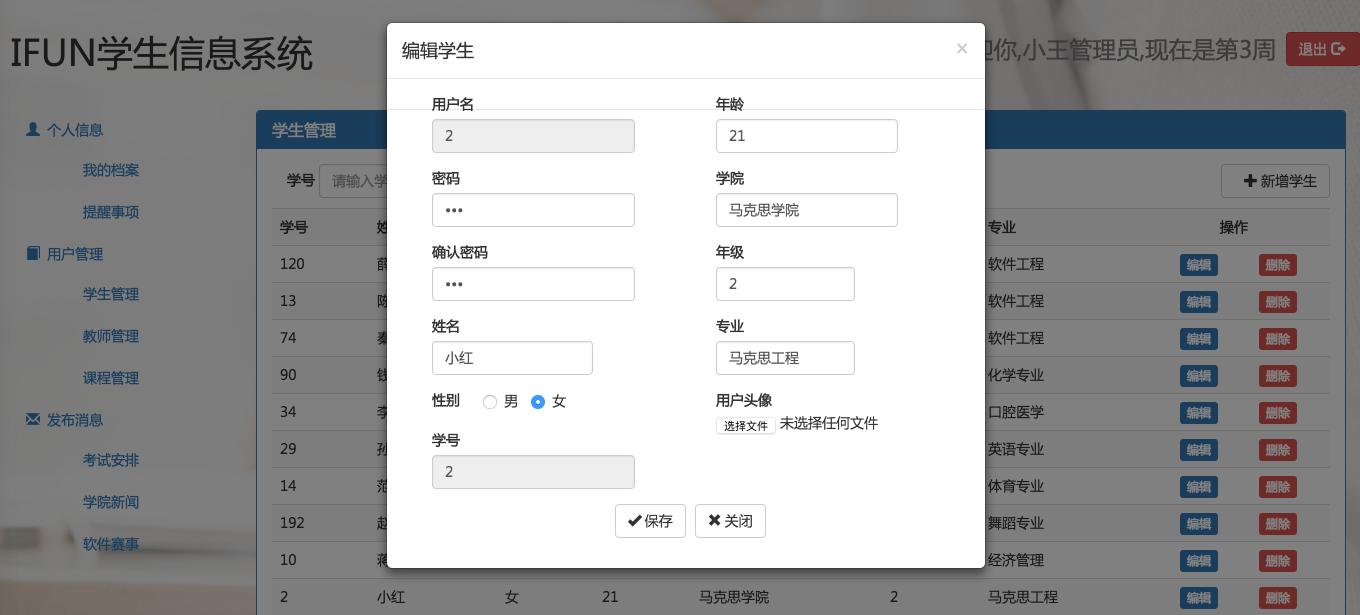 IFUN学生信息系统
迎你,小王管理员,现在是第3周
退出
编辑学生
×
用户名
年龄
2
21
密码
学院
•••
马克思学院
确认密码
年级
•••
2
姓名
专业
小红
马克思工程
性别 男 女
用户头像
选择文件 未选择任何文件
学号
2
保存 关闭
个人信息
我的档案
提醒事项
用户管理
学生管理
教师管理
课程管理
发布消息
考试安排
学院新闻
软件赛事
学生管理
学号 请输入学
新增学生
学号 专业 操作
120 软件工程 编辑 删除
13 软件工程 编辑 删除
74 软件工程 编辑 删除
90 化学专业 编辑 删除
34 口腔医学 编辑 删除
29 英语专业 编辑 删除
14 体育专业 编辑 删除
192 舞蹈专业 编辑 删除
10 经济管理 编辑 删除
2 小红 女 21 马克思学院 2 马克思工程 编辑 删除